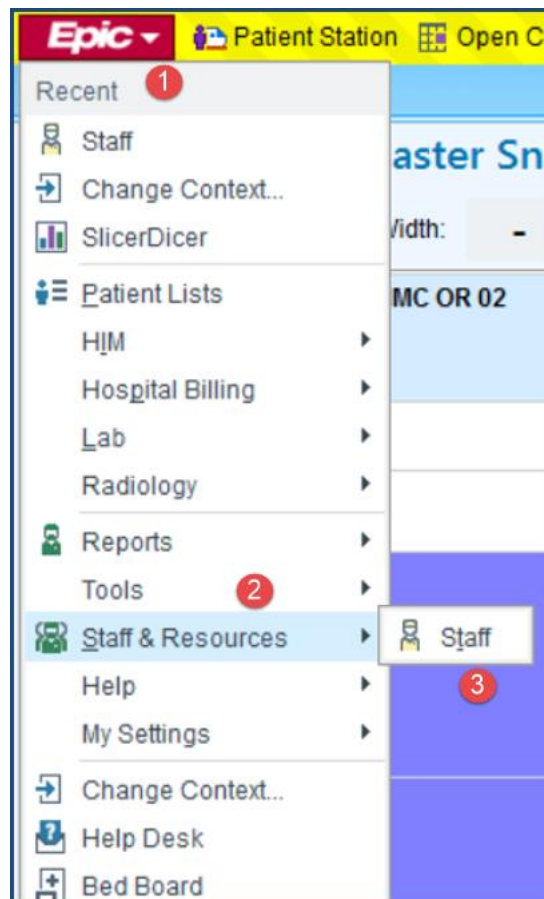 Epic Patient Station Open C
Recent 1
Staff
aster Sn
Change Context...
SlicerDicer
Width: -
Patient Lists
MC OR 02
HIM
Hospital Billing
Lab
Radiology
Reports
Tools 2
Staff & Resources
Staff
3
Help
My Settings
Change Context...
Help Desk
Bed Board